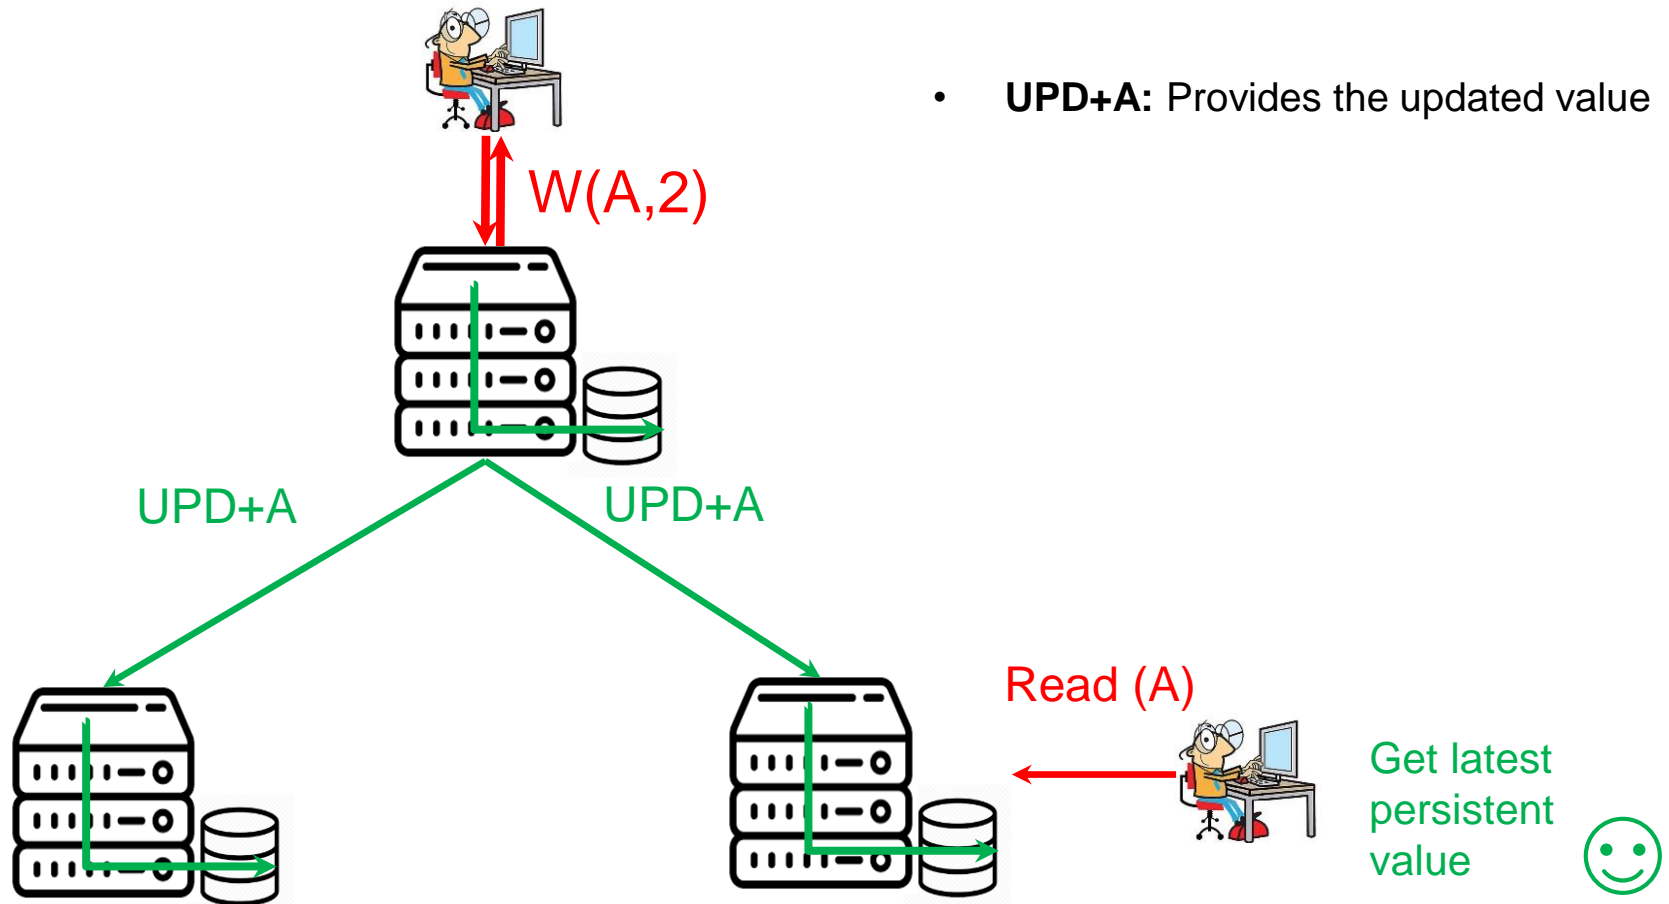 • UPD+A: Provides the updated value
W(A,2)
UPD+A
UPD+A
Read (A)
Get latest
persistent
value